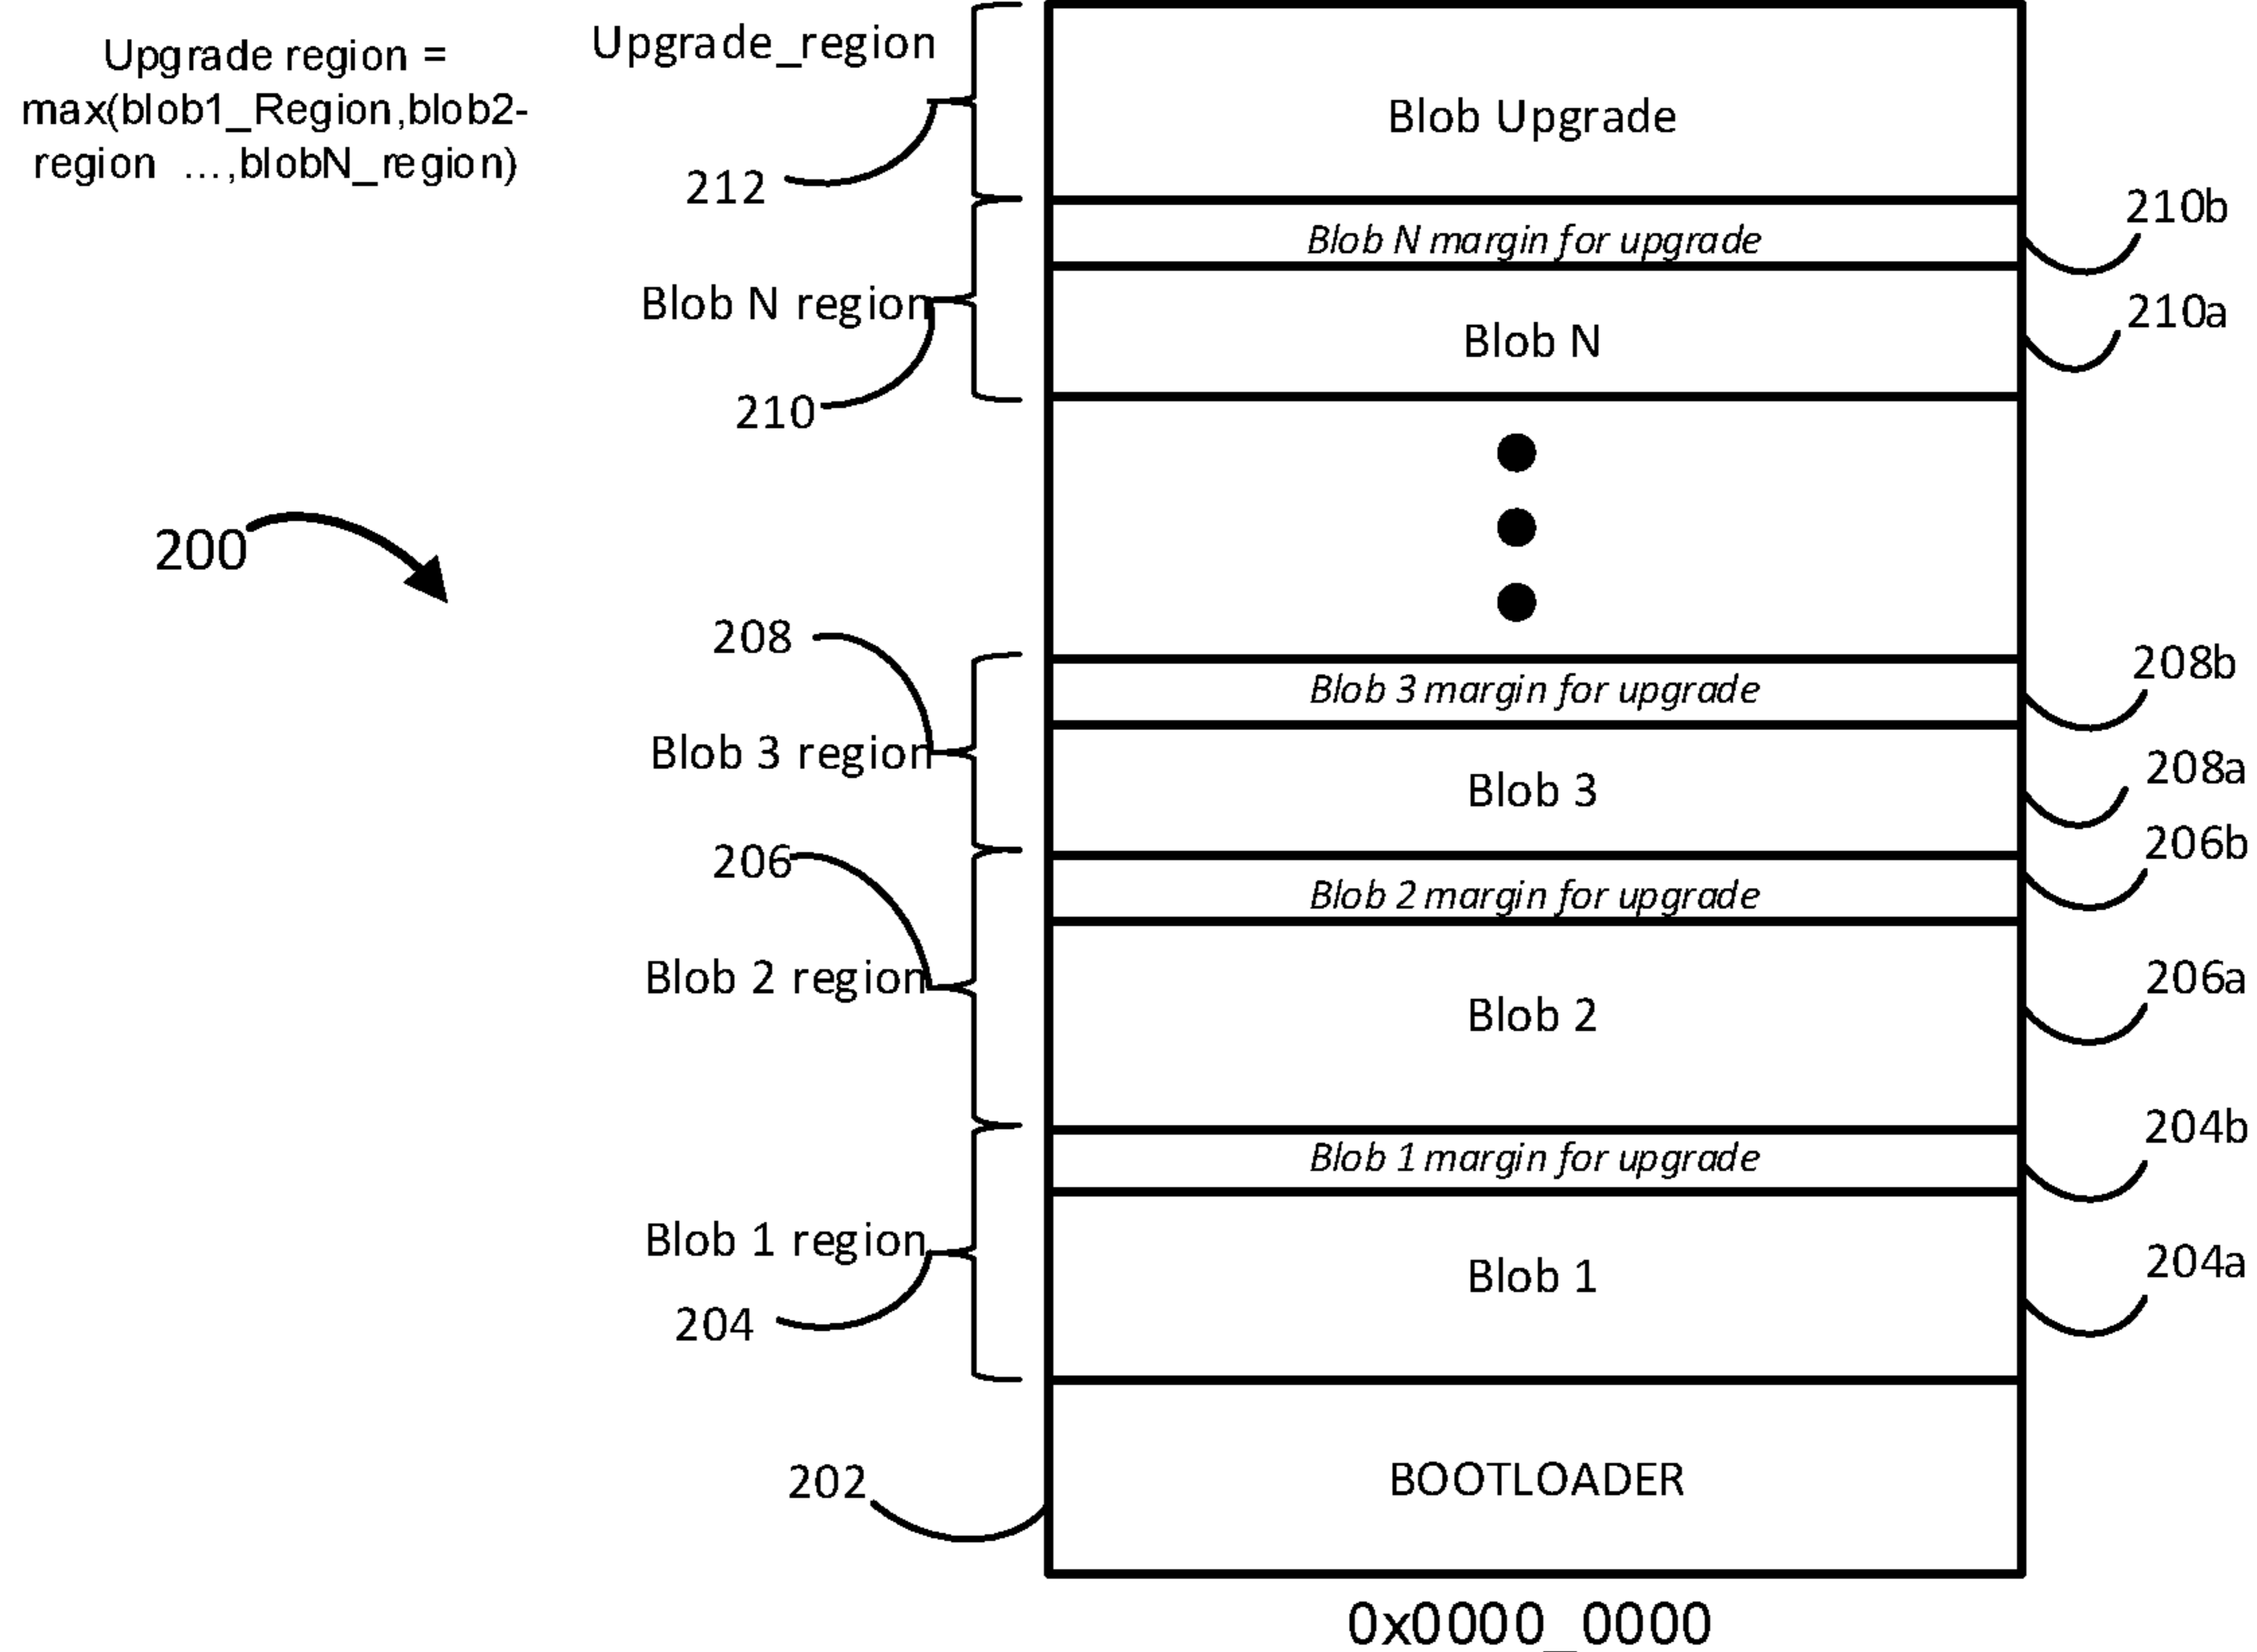 Upgrade region =
max(blob1_Region,blob2-
region ...,blobN_region)
Upgrade_region
212
Blob Upgrade
Blob N margin for upgrade
210b
Blob N region
Blob N
210a
210
200
208
Blob 3 margin for upgrade
208b
Blob 3 region
Blob 3
208a
206
Blob 2 margin for upgrade
206b
Blob 2 region
Blob 2
206a
Blob 1 margin for upgrade
204b
Blob 1 region
Blob 1
204a
204
202
BOOTLOADER
0x0000_0000